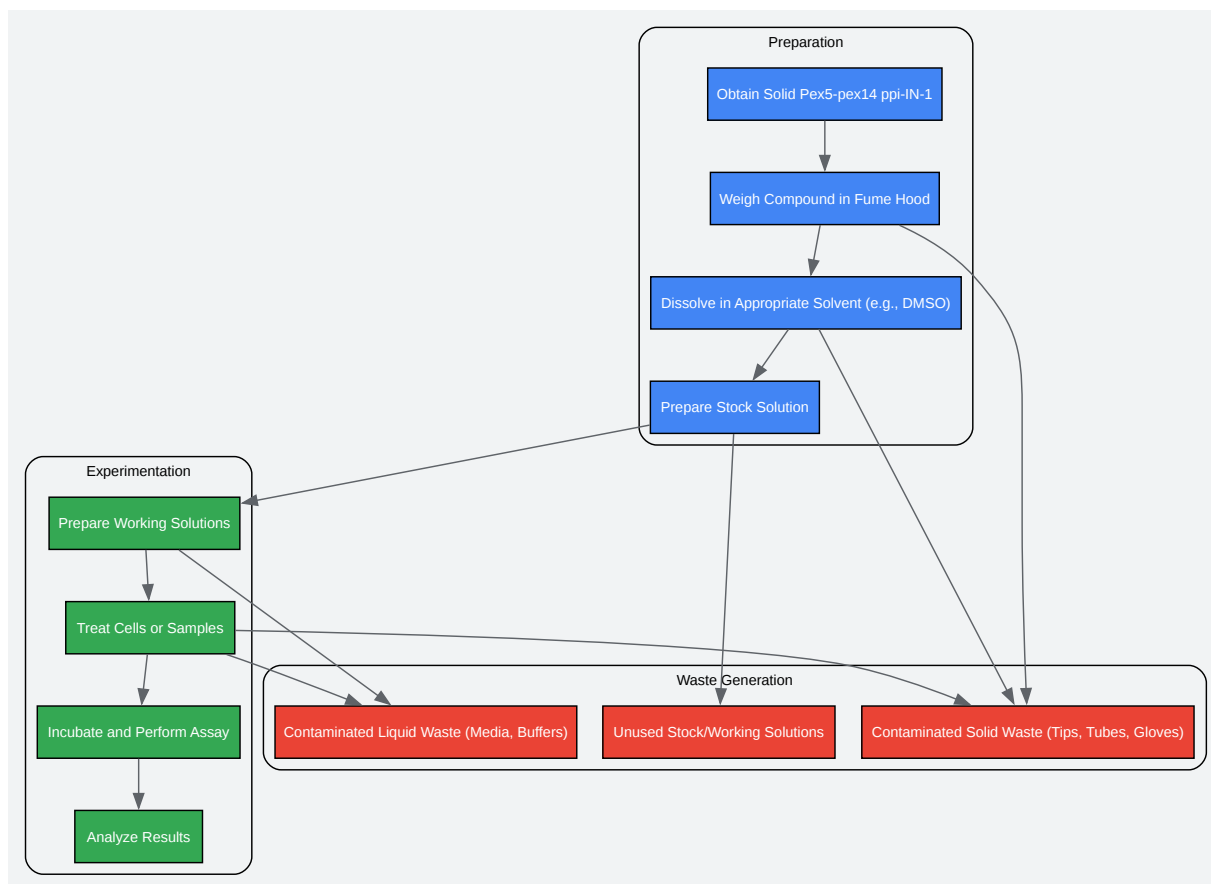 Preparation
Obtain Solid Pex5-pex14 ppi-IN-1
Weigh Compound in Fume Hood
Dissolve in Appropriate Solvent (e.g., DMSO)
Prepare Stock Solution
Experimentation
Prepare Working Solutions
Treat Cells or Samples
Incubate and Perform Assay
Analyze Results
Waste Generation
Contaminated Liquid Waste (Media, Buffers)
Unused Stock/Working Solutions
Contaminated Solid Waste (Tips, Tubes, Gloves)